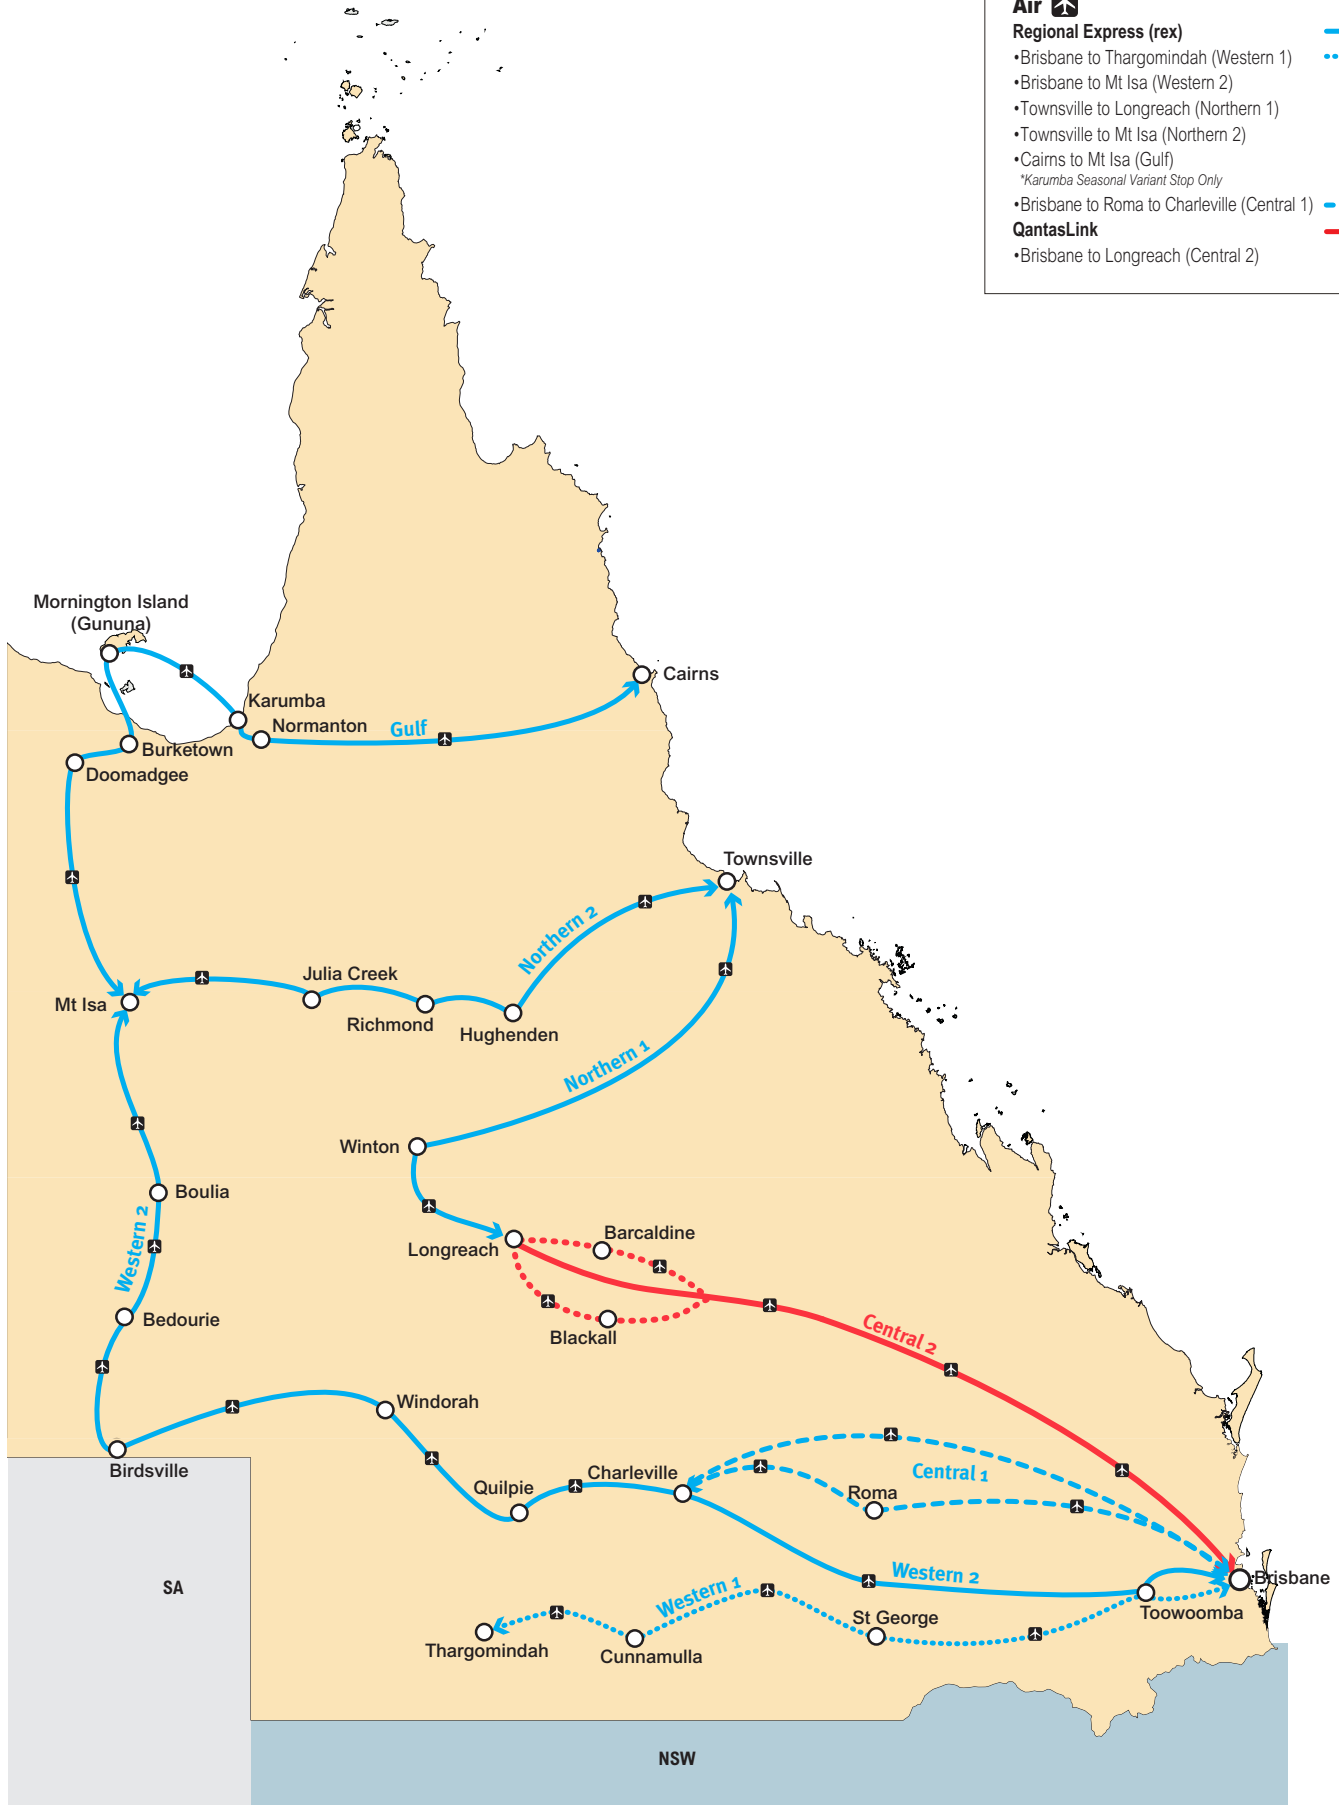 Air
Regional Express (rex)
•Brisbane to Thargomindah (Western 1)
•Brisbane to Mt Isa (Western 2)
•Townsville to Longreach (Northern 1)
•Townsville to Mt Isa (Northern 2)
•Cairns to Mt Isa (Gulf)
*Karumba Seasonal Variant Stop Only
•Brisbane to Roma to Charleville (Central 1)
QantasLink
•Brisbane to Longreach (Central 2)
Mornington Island
(Gununa)
Cairns
Karumba
Normanton
Gulf
Burketown
Doomadgee
Townsville
Northern 2
Julia Creek
Mt Isa
Richmond
Hughenden
Northern 1
Winton
Boulia
Western 2
Barcaldine
Longreach
Bedourie
Blackall
Central 2
Windorah
Birdsville
Charleville
Central 1
Quilpie
Roma
Western 2
Brisbane
SA
Western 1
St George
Toowoomba
Thargomindah
Cunnamulla
NSW